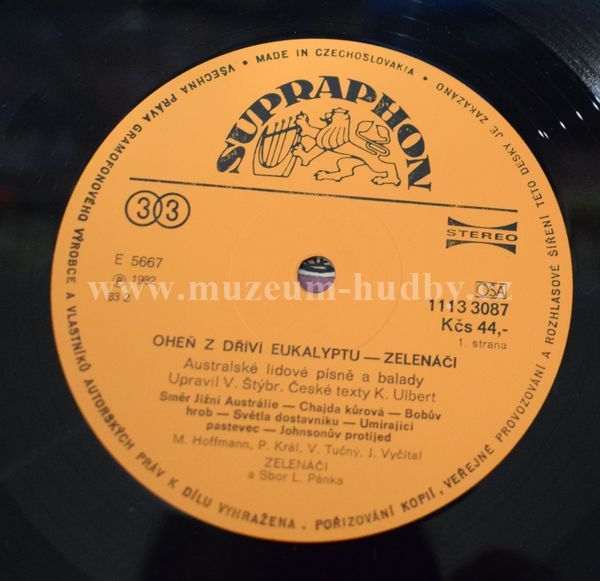 VŠECHNA PRÁVA GRAMOFONOVÉHO VÝROBCE A VLASTNÍKŮ AUTORSKÝCH PRÁV K DÍLU VYHRAŽENA . POŘIZOVÁNÍ KOPIÍ, VEŘEJNÉ PROVOZOVÁNÍ A ROZHLASOVÉ ŠÍŘENÍ TÉTO DESKY JE ZAKÁZÁNO
• MADE IN CZECHOSLOVAKIA •
SUPRAPHON
33
STEREO
E 5667
℗ 1982
83 2
www.muzeum-hudby.cz
OSA
1113 3087
Kčs 44,-
1. strana
OHEŇ Z DŘÍVÍ EUKALYPTU — ZELENÁČI
Australské lidové písně a balady
Upravil V. Štýbr. České texty K. Ulbert
Směr Jižní Austrálie — Chajda kůrová — Bobův
hrob — Světla dostavníku — Umírající
pastevec — Johnsonův protijed
M. Hoffmann, P. Král, V. Tučný, J. Vyčítal
ZELENÁČI
a Sbor L. Pánka